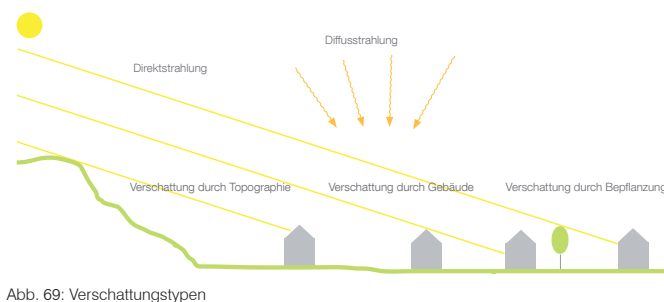 Diffusstrahlung
Direktstrahlung
Verschattung durch Topographie Verschattung durch Gebäude Verschattung durch Bepflanzung
Abb. 69: Verschattungstypen